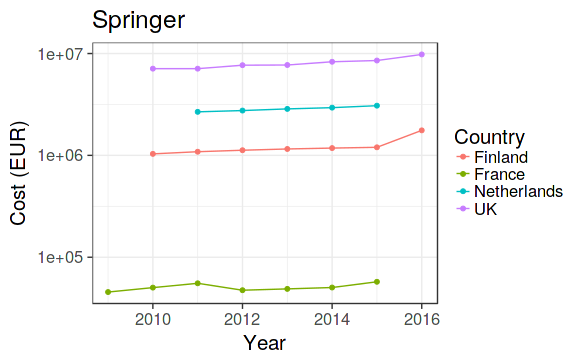 Springer
1e+07
1e+06
1e+05
Cost (EUR)
2010 2012 2014 2016
Year
Country
Finland
France
Netherlands
UK